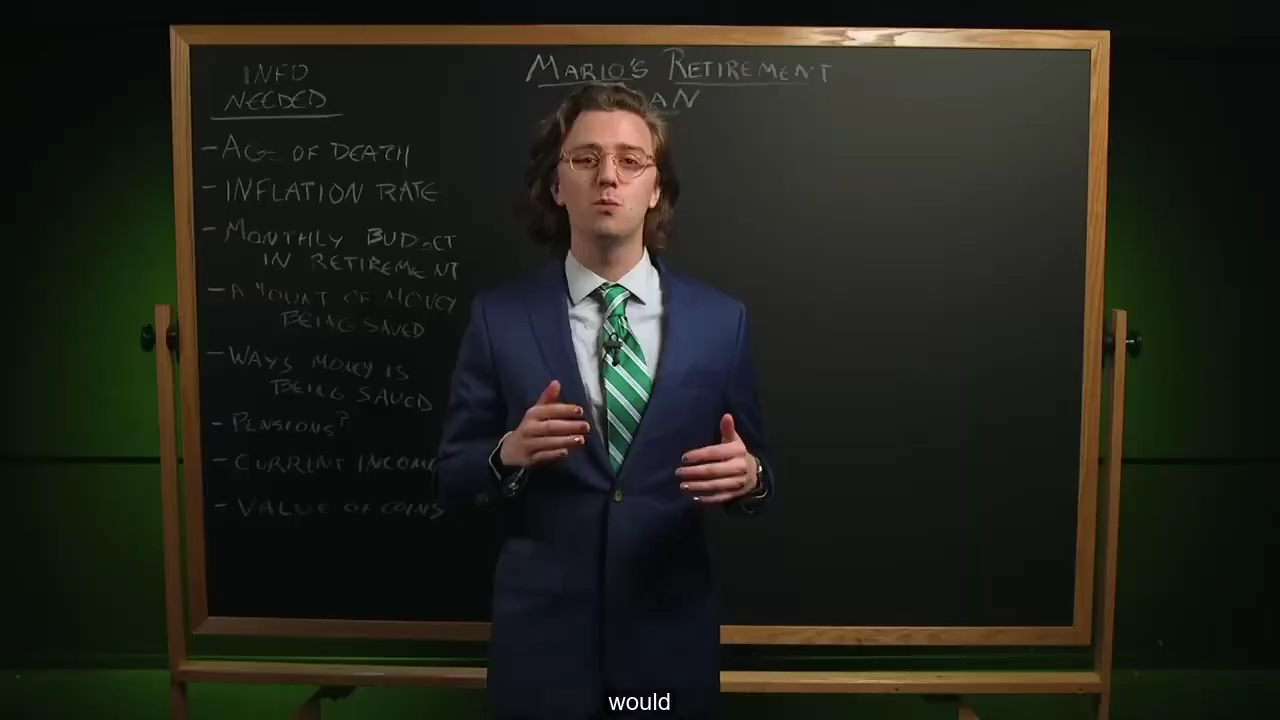 INFO
NEEDED
- AGE OF DEATH
- INFLATION RATE
- MONTHLY BUDGET
IN RETIREMENT
- AMOUNT OF MONEY
BEING SAVED
- WAYS MONEY IS
BEING SAVED
- PENSIONS?
- CURRENT INCOME
- VALUE OF COINS
MARIO'S RETIREMENT
AN
would